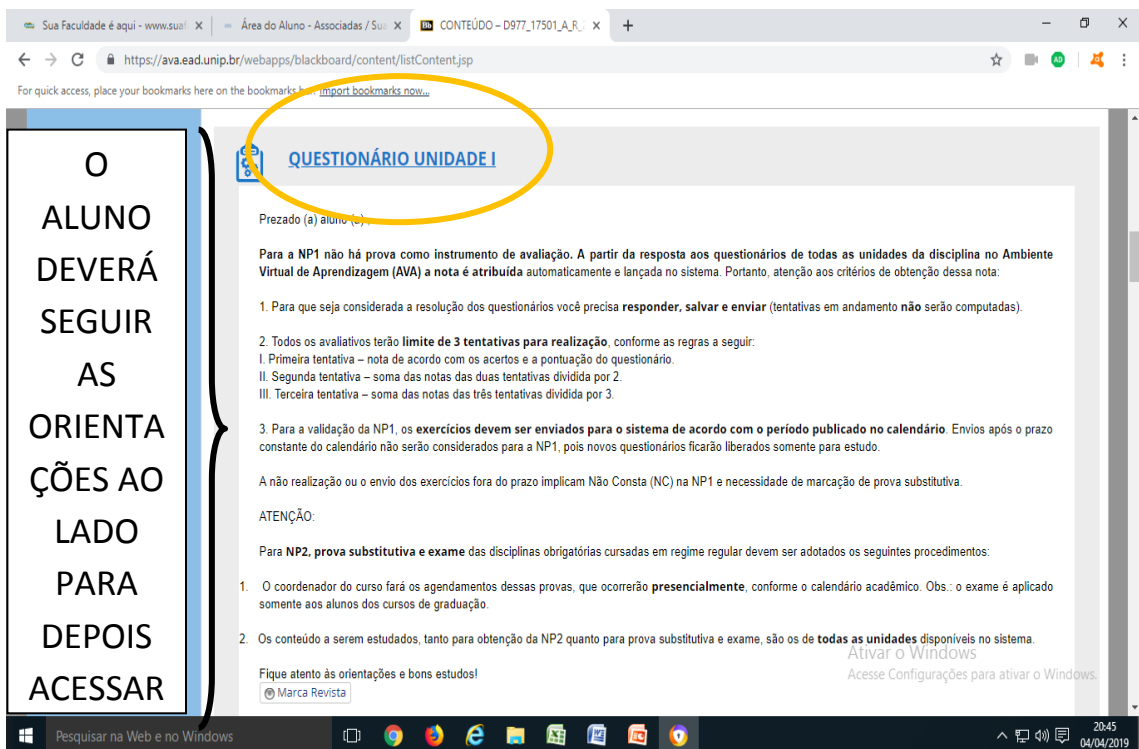 Sua Faculdade é aqui - www.suaf
Área do Aluno - Associadas / Sua
CONTEÚDO – D977_17501_A_R_
https://ava.ead.unip.br/webapps/blackboard/content/listContent.jsp
For quick access, place your bookmarks here on the bookmarks bar. Import bookmarks now...
O
ALUNO
DEVERÁ
SEGUIR
AS
ORIENTA
ÇÕES AO
LADO
PARA
DEPOIS
ACESSAR
QUESTIONÁRIO UNIDADE I
Prezado (a) aluno (a),
Para a NP1 não há prova como instrumento de avaliação. A partir da resposta aos questionários de todas as unidades da disciplina no Ambiente
Virtual de Aprendizagem (AVA) a nota é atribuída automaticamente e lançada no sistema. Portanto, atenção aos critérios de obtenção dessa nota:
1. Para que seja considerada a resolução dos questionários você precisa responder, salvar e enviar (tentativas em andamento não serão computadas).
2. Todos os avaliativos terão limite de 3 tentativas para realização, conforme as regras a seguir:
I. Primeira tentativa – nota de acordo com os acertos e a pontuação do questionário.
II. Segunda tentativa – soma das notas das duas tentativas dividida por 2.
III. Terceira tentativa – soma das notas das três tentativas dividida por 3.
3. Para a validação da NP1, os exercícios devem ser enviados para o sistema de acordo com o período publicado no calendário. Envios após o prazo
constante do calendário não serão considerados para a NP1, pois novos questionários ficarão liberados somente para estudo.
A não realização ou o envio dos exercícios fora do prazo implicam Não Consta (NC) na NP1 e necessidade de marcação de prova substitutiva.
ATENÇÃO:
Para NP2, prova substitutiva e exame das disciplinas obrigatórias cursadas em regime regular devem ser adotados os seguintes procedimentos:
1. O coordenador do curso fará os agendamentos dessas provas, que ocorrerão presencialmente, conforme o calendário acadêmico. Obs.: o exame é aplicado
somente aos alunos dos cursos de graduação.
2. Os conteúdo a serem estudados, tanto para obtenção da NP2 quanto para prova substitutiva e exame, são os de todas as unidades disponíveis no sistema.
Fique atento às orientações e bons estudos!
Marca Revista
Ativar o Windows
Acesse Configurações para ativar o Windows.
Pesquisar na Web e no Windows
20:45
04/04/2019